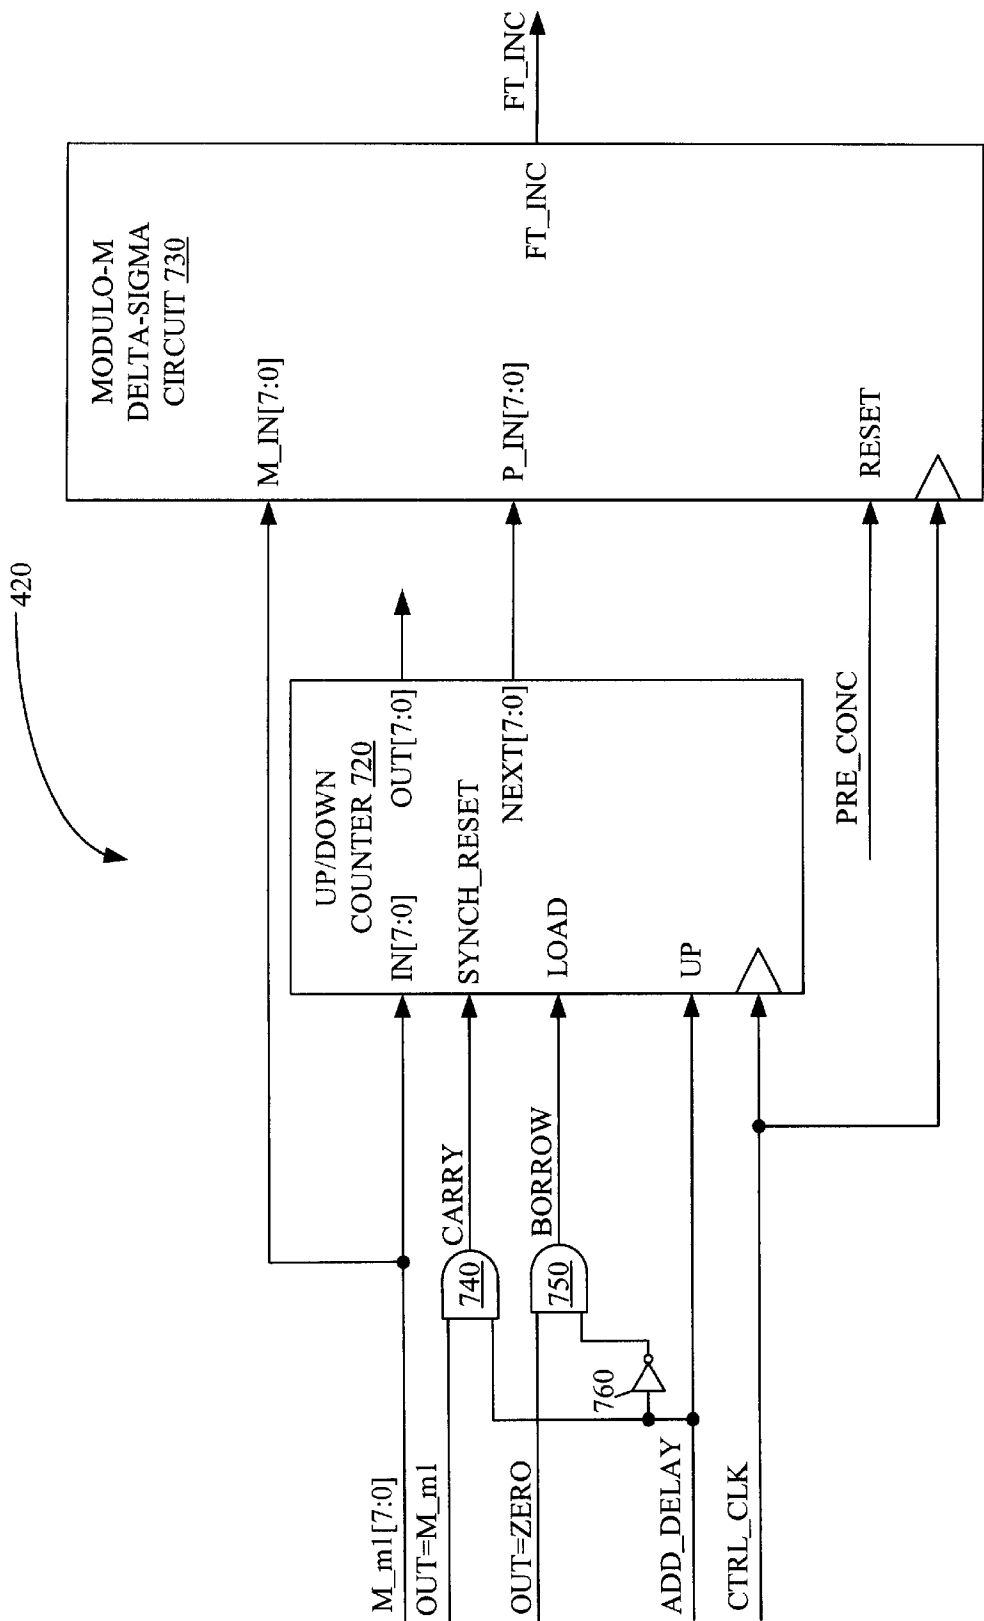 420
MODULO-M
DELTA-SIGMA
CIRCUIT 730
M_IN[7:0]
P_IN[7:0]
RESET
FT_INC
FT_INC
UP/DOWN
COUNTER 720
IN[7:0]
OUT[7:0]
SYNCH_RESET
NEXT[7:0]
LOAD
UP
PRE_CONC
M_m1[7:0]
OUT=M_m1
CARRY
740
OUT=ZERO
BORROW
750
760
ADD_DELAY
CTRL_CLK